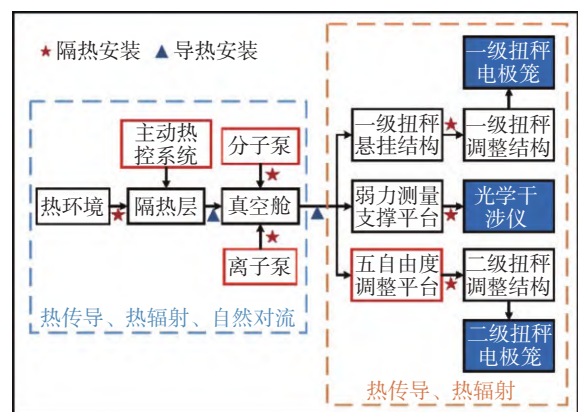 ★隔热安装 ▲导热安装
一级扭秤
电极笼
主动热
控系统
分子泵
一级扭秤
悬挂结构
一级扭秤
调整结构
热环境
隔热层
真空舱
弱力测量
支撑平台
光学干
涉仪
离子泵
五自由度
调整平台
二级扭秤
调整结构
热传导、热辐射、自然对流
二级扭秤
电极笼
热传导、热辐射